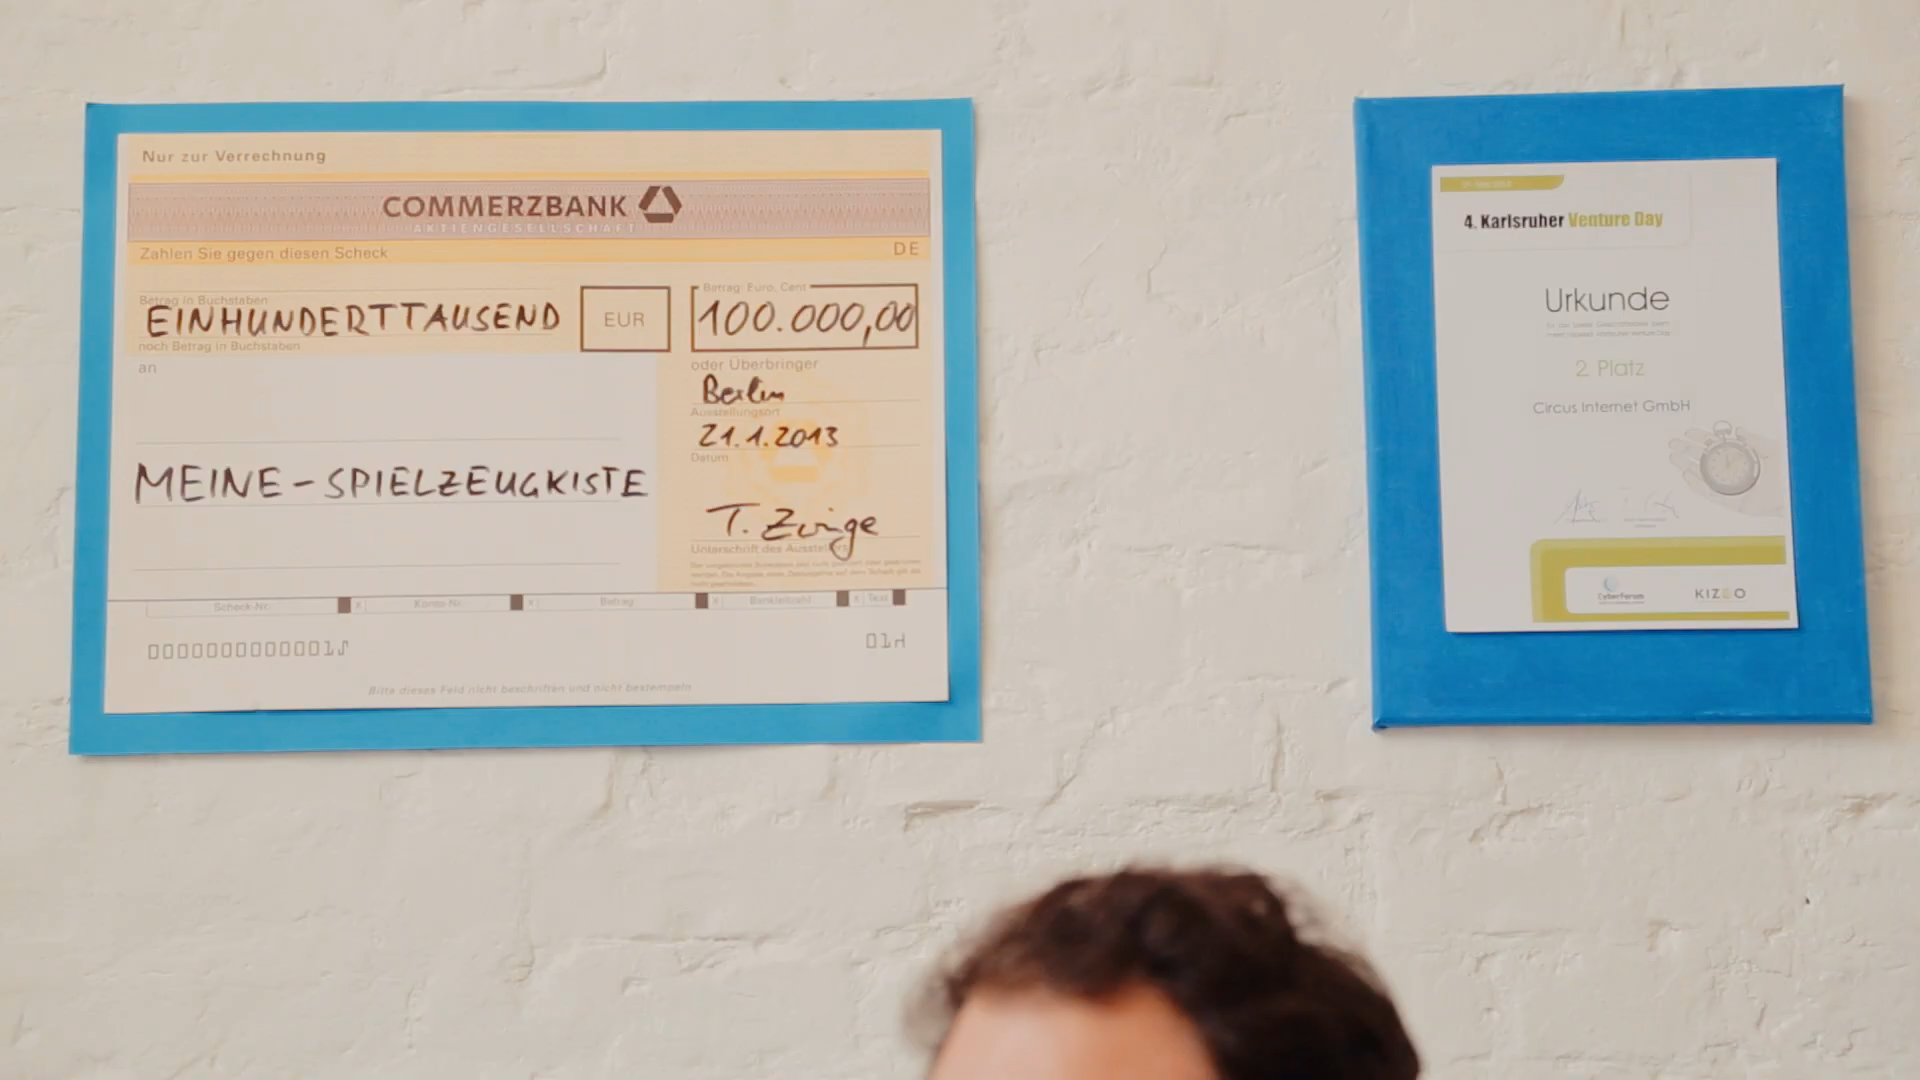 Nur zur Verrechnung
COMMERZBANK
AKTIENGESELLSCHAFT
Zahlen Sie gegen diesen Scheck
DE
Betrag in Buchstaben
EINHUNDERTTAUSEND
noch Betrag in Buchstaben
EUR
Betrag: Euro, Cent
100.000,00
an
oder Überbringer
Berlin
Ausstellungsort
21.1.2013
Datum
MEINE-SPIELZEUGKISTE
T. Zwinge
Unterschrift des Ausstellers
Scheck-Nr.
x
Konto-Nr.
x
Betrag
x
Bankleitzahl
x
Text
0000000000001
01
Bitte dieses Feld nicht beschriften und nicht bestempeln
4. Karlsruher Venture Day
Urkunde
2. Platz
Circus Internet GmbH
CyberForum
KIZOO